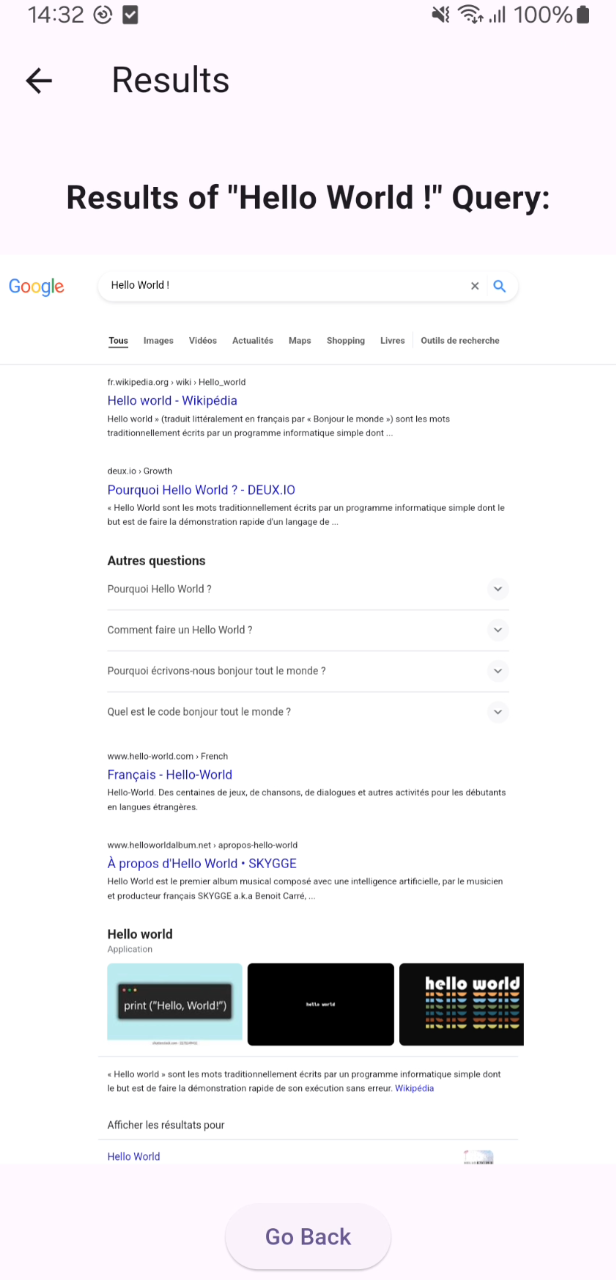 14:32
100%
Results
Results of "Hello World !" Query:
Google
Hello World !
Tous Images Vidéos Actualités Maps Shopping Livres Outils de recherche
fr.wikipedia.org › wiki › Hello_world
Hello world - Wikipédia
Hello world » (traduit littéralement en français par « Bonjour le monde ») sont les mots
traditionnellement écrits par un programme informatique simple dont ...
deux.io › Growth
Pourquoi Hello World ? - DEUX.IO
« Hello World sont les mots traditionnellement écrits par un programme informatique simple dont le
but est de faire la démonstration rapide d'un langage de ...
Autres questions
Pourquoi Hello World ?
Comment faire un Hello World ?
Pourquoi écrivons-nous bonjour tout le monde ?
Quel est le code bonjour tout le monde ?
www.hello-world.com › French
Français - Hello-World
Hello-World. Des centaines de jeux, de chansons, de dialogues et autres activités pour les débutants
en langues étrangères.
www.helloworldalbum.net › apropos-hello-world
À propos d'Hello World • SKYGGE
Hello World est le premier album musical composé avec une intelligence artificielle, par le musicien
et producteur français SKYGGE a.k.a Benoit Carré, ...
Hello world
Application
print ("Hello, World!")
hello world
hello world
« Hello world » sont les mots traditionnellement écrits par un programme informatique simple dont
le but est de faire la démonstration rapide de son exécution sans erreur. Wikipédia
Afficher les résultats pour
Hello World
Go Back